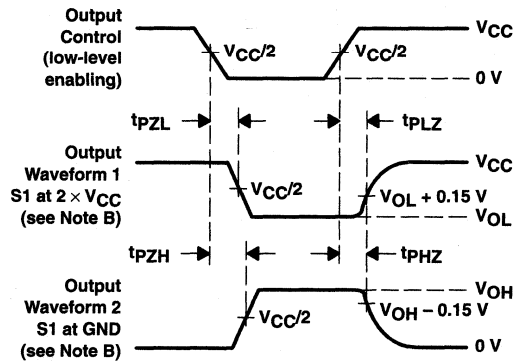 Output
Control
(low-level
enabling)
VCC/2
VCC/2
VCC
0 V
tPZL
tPLZ
Output
Waveform 1
S1 at 2 × VCC
(see Note B)
VCC/2
VCC
VOL + 0.15 V
VOL
tPZH
tPHZ
Output
Waveform 2
S1 at GND
(see Note B)
VCC/2
VOH
VOH − 0.15 V
0 V